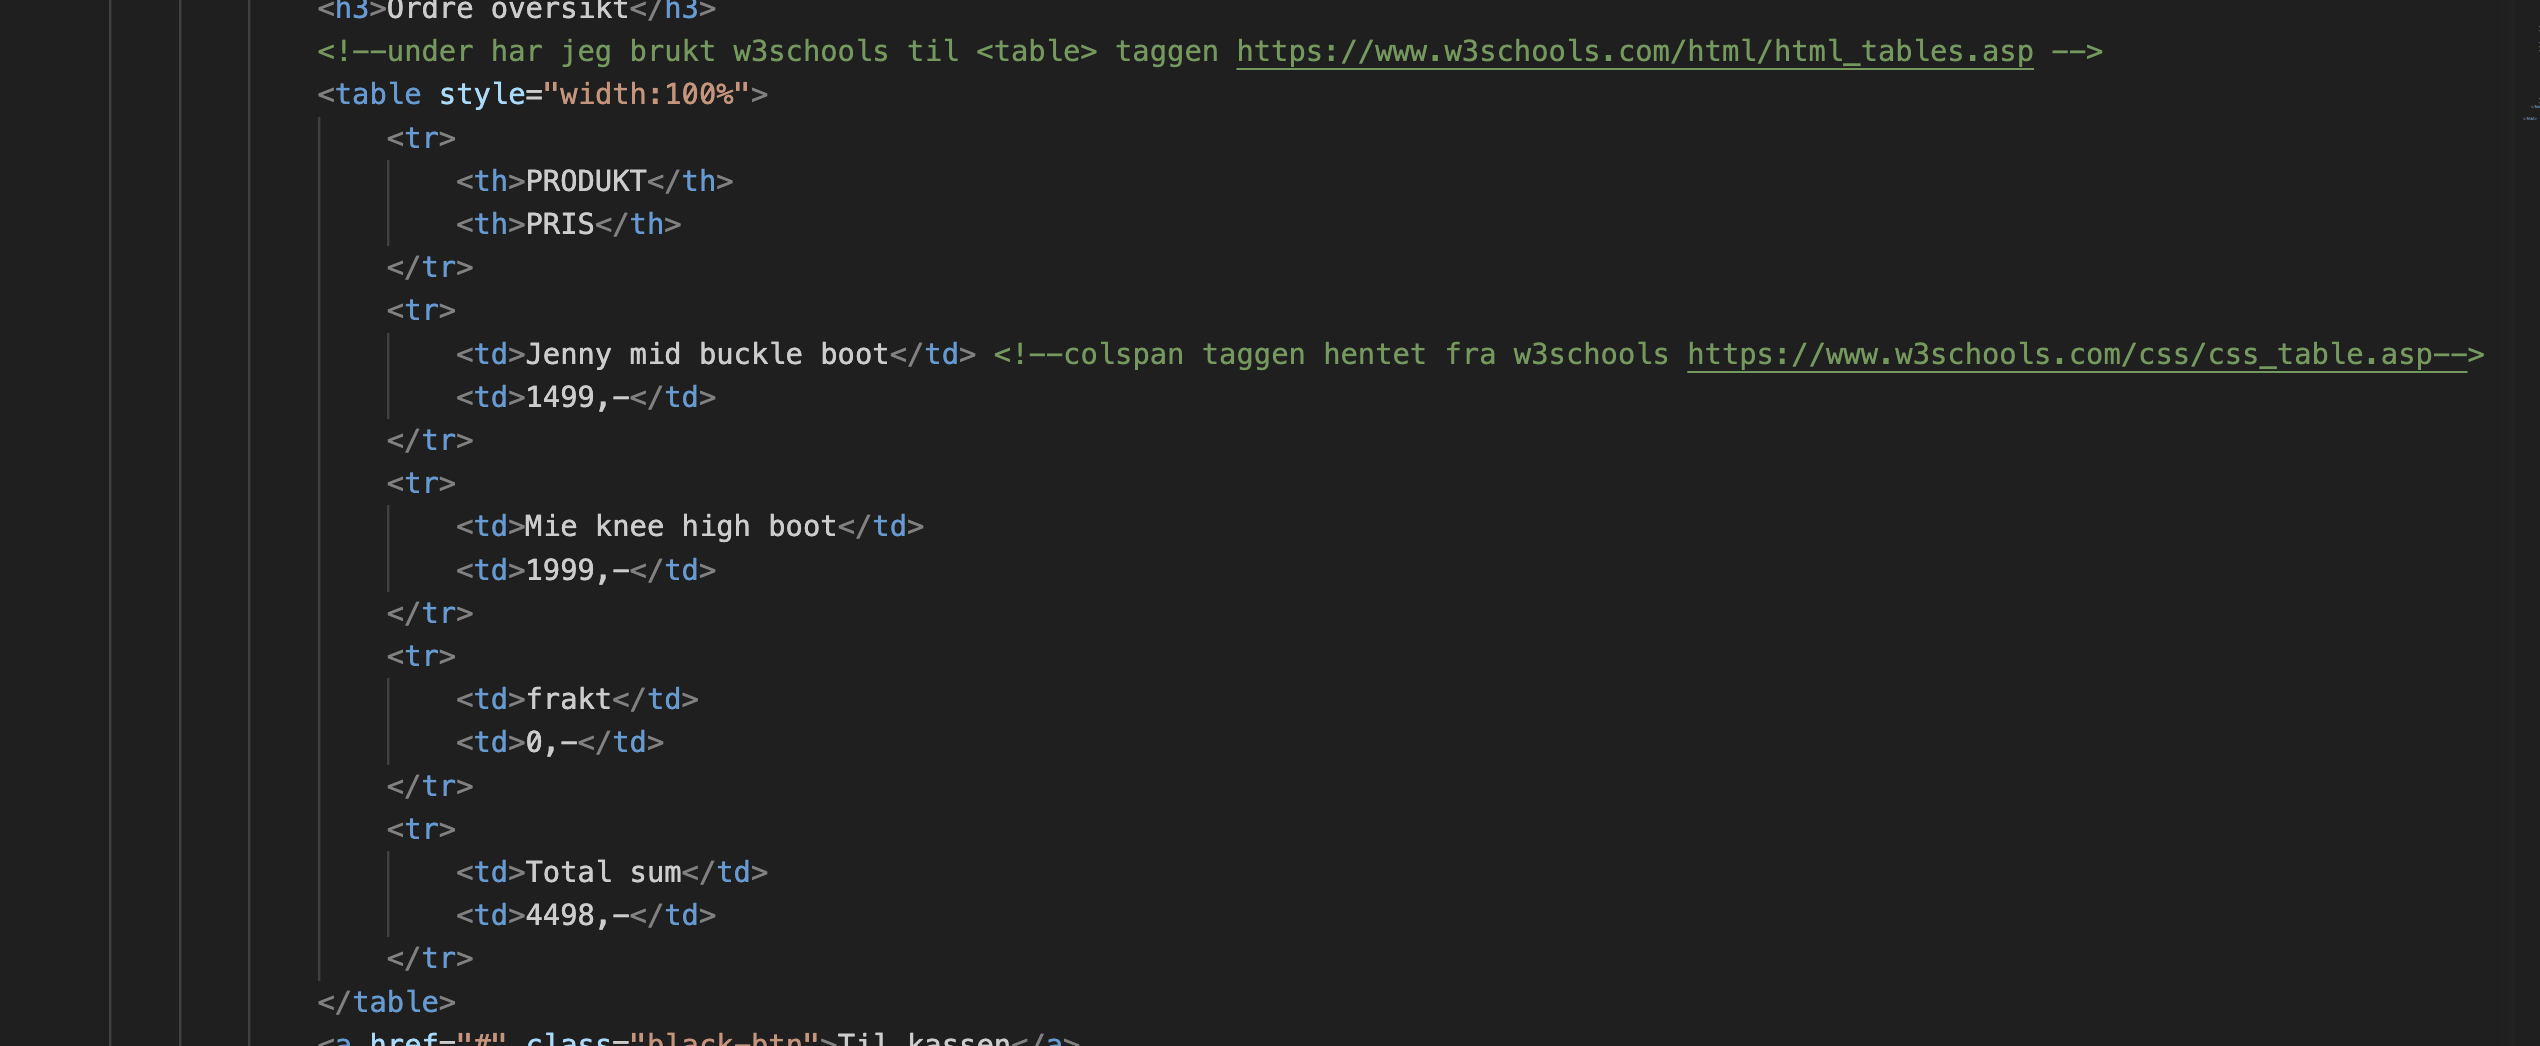 <h3>Ordre oversikt</h3>
<!--under har jeg brukt w3schools til <table> taggen https://www.w3schools.com/html/html_tables.asp -->
<table style="width:100%">
<tr>
<th>PRODUKT</th>
<th>PRIS</th>
</tr>
<tr>
<td>Jenny mid buckle boot</td> <!--colspan taggen hentet fra w3schools https://www.w3schools.com/css/css_table.asp-->
<td>1499,-</td>
</tr>
<tr>
<td>Mie knee high boot</td>
<td>1999,-</td>
</tr>
<tr>
<td>frakt</td>
<td>0,-</td>
</tr>
<tr>
<td>Total sum</td>
<td>4498,-</td>
</tr>
</table>
<a href="#" class="black-btn">Til kassen</a>